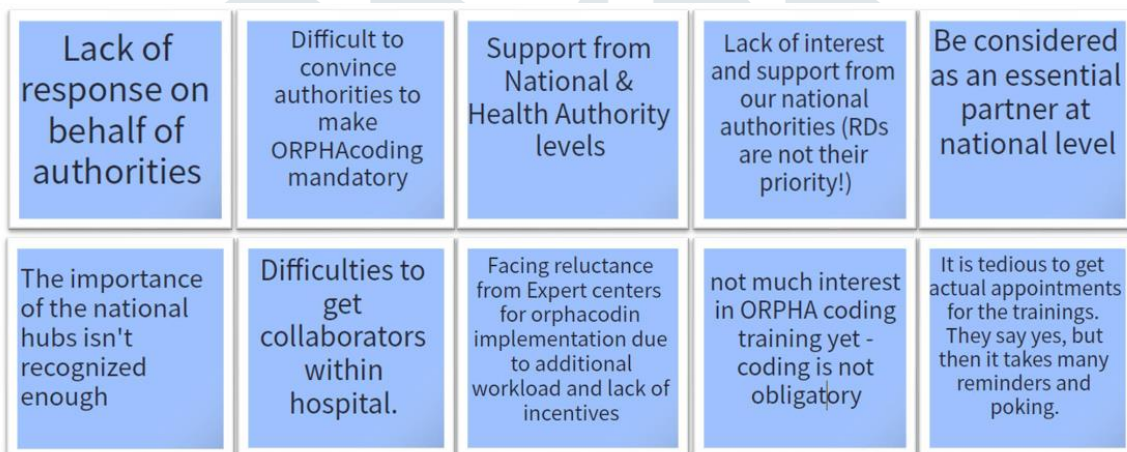 Lack of
response on
behalf of
authorities
Difficult to
convince
authorities to
make
ORPHAcoding
mandatory
Support from
National &
Health Authority
levels
Lack of interest
and support from
our national
authorities (RDs
are not their
priority!)
Be considered
as an essential
partner at
national level
The importance
of the national
hubs isn't
recognized
enough
Difficulties to
get
collaborators
within
hospital.
Facing reluctance
from Expert centers
for orphacodin
implementation due
to additional
workload and lack of
incentives
not much interest
in ORPHA coding
training yet -
coding is not
obligatory
It is tedious to get
actual appointments
for the trainings.
They say yes, but
then it takes many
reminders and
poking.